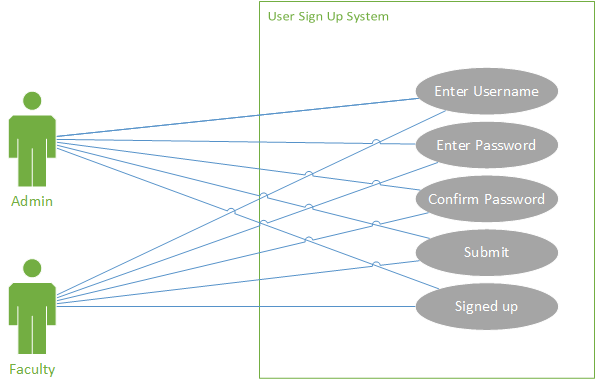 User Sign Up System
Enter Username
Enter Password
Confirm Password
Submit
Signed up
Admin
Faculty